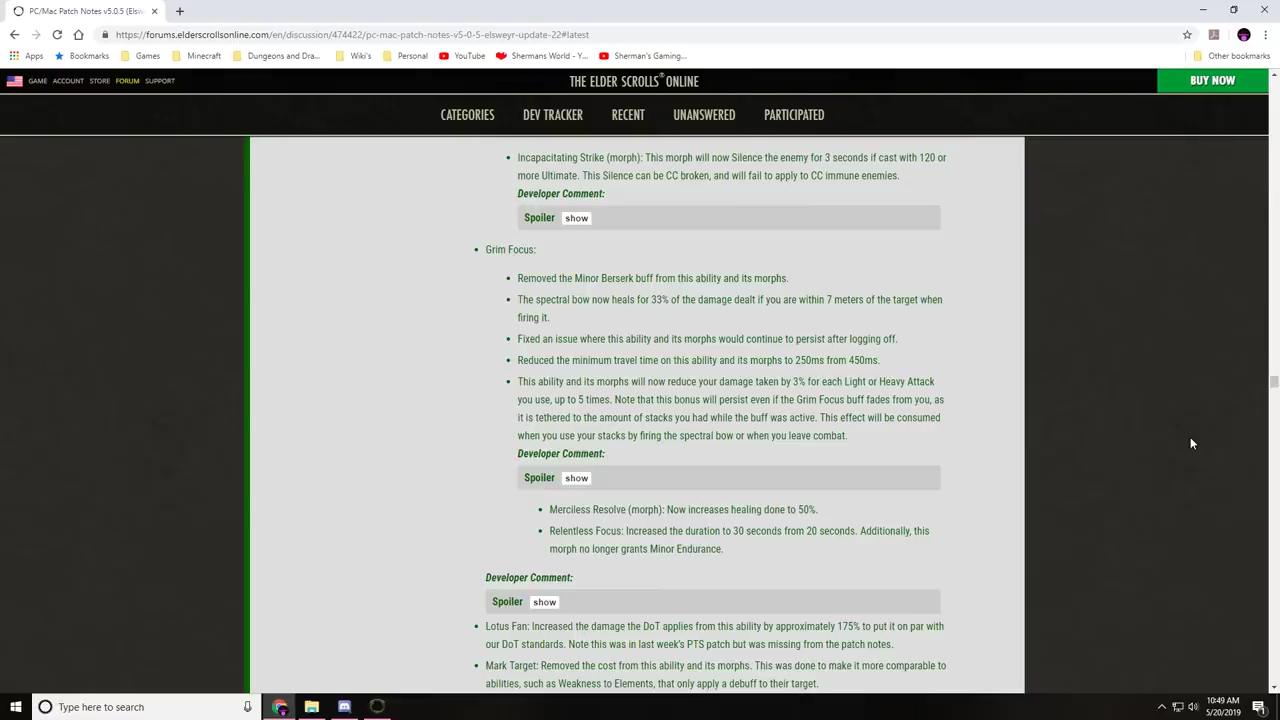 PC/Mac Patch Notes v5.0.5 (Elsw
https://forums.elderscrollsonline.com/en/discussion/474422/pc-mac-patch-notes-v5-0-5-elsweyr-update-22#latest
Apps Bookmarks Games Minecraft Dungeons and Dra... Wiki's Personal YouTube Shermans World - Y... Sherman's Gaming... Other bookmarks
GAME ACCOUNT STORE FORUM SUPPORT THE ELDER SCROLLS® ONLINE BUY NOW
CATEGORIES DEV TRACKER RECENT UNANSWERED PARTICIPATED
• Incapacitating Strike (morph): This morph will now Silence the enemy for 3 seconds if cast with 120 or
more Ultimate. This Silence can be CC broken, and will fail to apply to CC immune enemies.
Developer Comment:
Spoiler show
• Grim Focus:
• Removed the Minor Berserk buff from this ability and its morphs.
• The spectral bow now heals for 33% of the damage dealt if you are within 7 meters of the target when
firing it.
• Fixed an issue where this ability and its morphs would continue to persist after logging off.
• Reduced the minimum travel time on this ability and its morphs to 250ms from 450ms.
• This ability and its morphs will now reduce your damage taken by 3% for each Light or Heavy Attack
you use, up to 5 times. Note that this bonus will persist even if the Grim Focus buff fades from you, as
it is tethered to the amount of stacks you had while the buff was active. This effect will be consumed
when you use your stacks by firing the spectral bow or when you leave combat.
Developer Comment:
Spoiler show
• Merciless Resolve (morph): Now increases healing done to 50%.
• Relentless Focus: Increased the duration to 30 seconds from 20 seconds. Additionally, this
morph no longer grants Minor Endurance.
Developer Comment:
Spoiler show
• Lotus Fan: Increased the damage the DoT applies from this ability by approximately 175% to put it on par with
our DoT standards. Note this was in last week's PTS patch but was missing from the patch notes.
• Mark Target: Removed the cost from this ability and its morphs. This was done to make it more comparable to
abilities, such as Weakness to Elements, that only apply a debuff to their target.
Type here to search
10:49 AM
5/20/2019